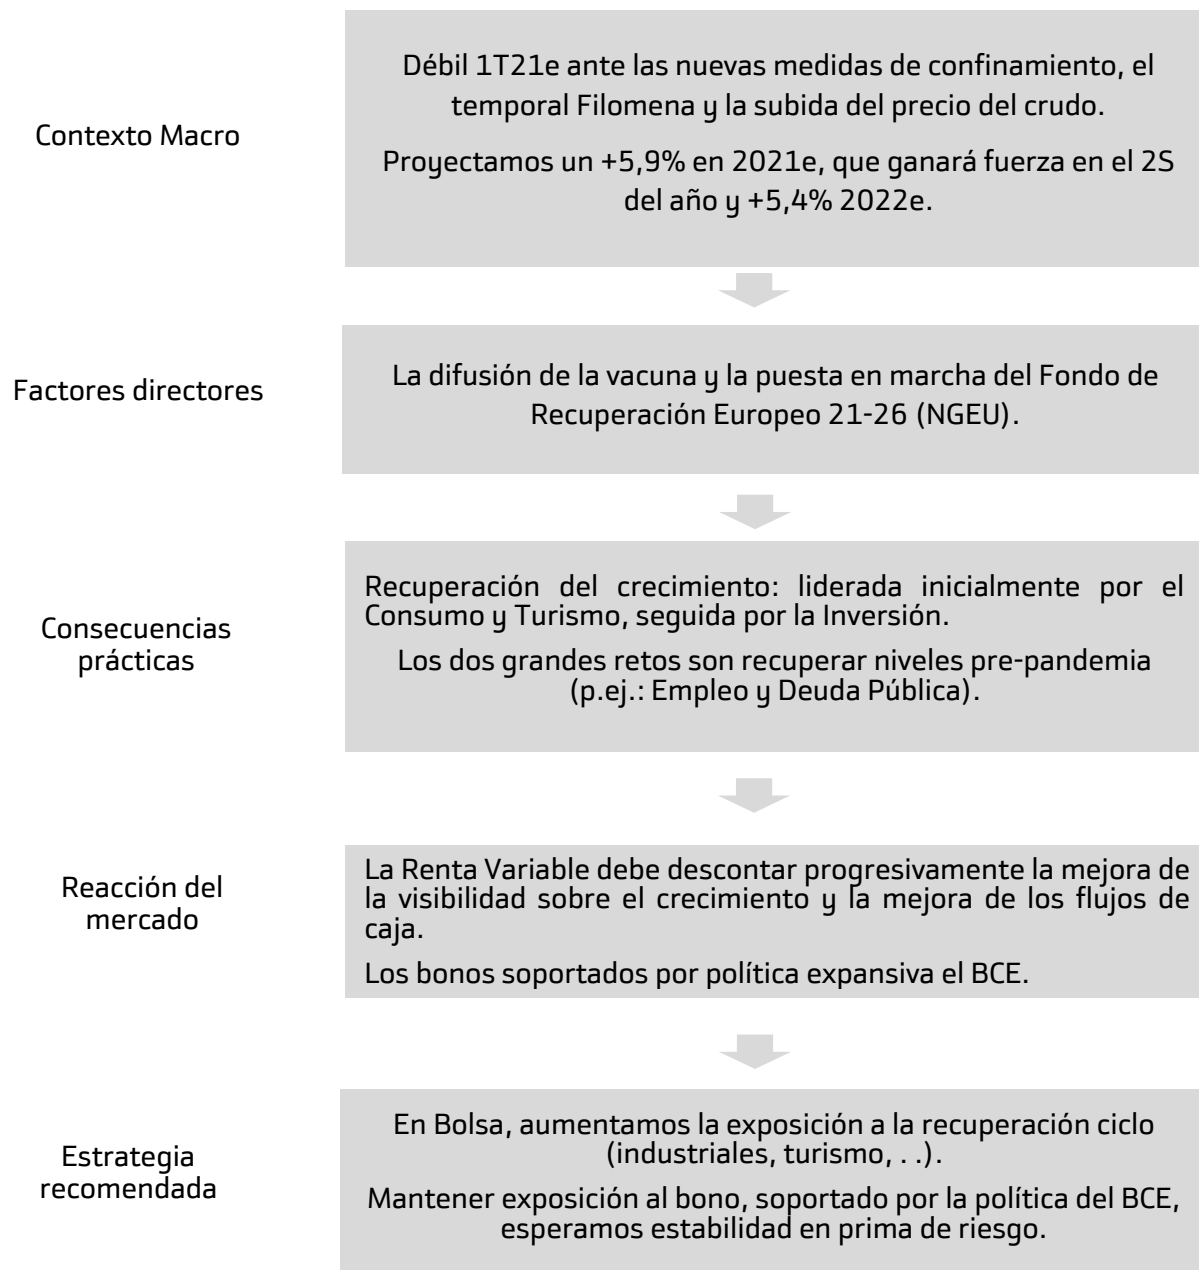 Contexto Macro
Débil 1T21e ante las nuevas medidas de confinamiento, el
temporal Filomena y la subida del precio del crudo.
Proyectamos un +5,9% en 2021e, que ganará fuerza en el 2S
del año y +5,4% 2022e.
Factores directores
La difusión de la vacuna y la puesta en marcha del Fondo de
Recuperación Europeo 21-26 (NGEU).
Consecuencias
prácticas
Recuperación del crecimiento: liderada inicialmente por el
Consumo y Turismo, seguida por la Inversión.
Los dos grandes retos son recuperar niveles pre-pandemia
(p.ej.: Empleo y Deuda Pública).
Reacción del
mercado
La Renta Variable debe descontar progresivamente la mejora de
la visibilidad sobre el crecimiento y la mejora de los flujos de
caja.
Los bonos soportados por política expansiva el BCE.
Estrategia
recomendada
En Bolsa, aumentamos la exposición a la recuperación ciclo
(industriales, turismo, . .).
Mantener exposición al bono, soportado por la política del BCE,
esperamos estabilidad en prima de riesgo.